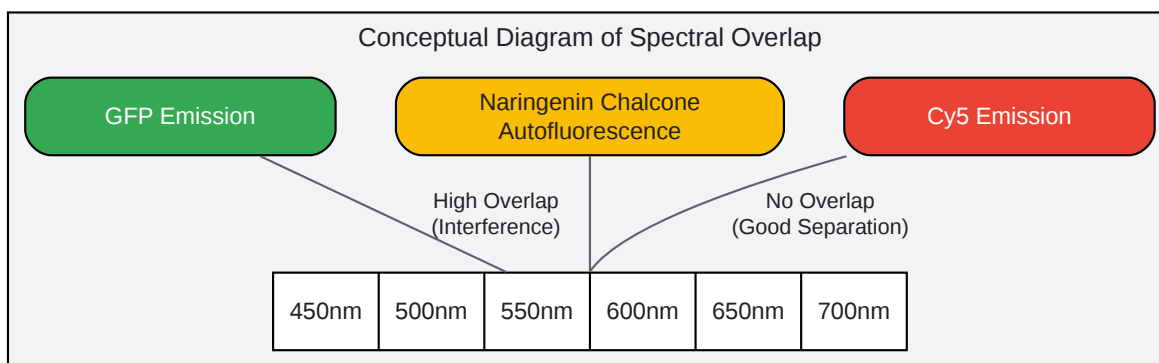 Conceptual Diagram of Spectral Overlap
GFP Emission
Naringenin Chalcone
Autofluorescence
Cy5 Emission
High Overlap
(Interference)
No Overlap
(Good Separation)
450nm
500nm
550nm
600nm
650nm
700nm